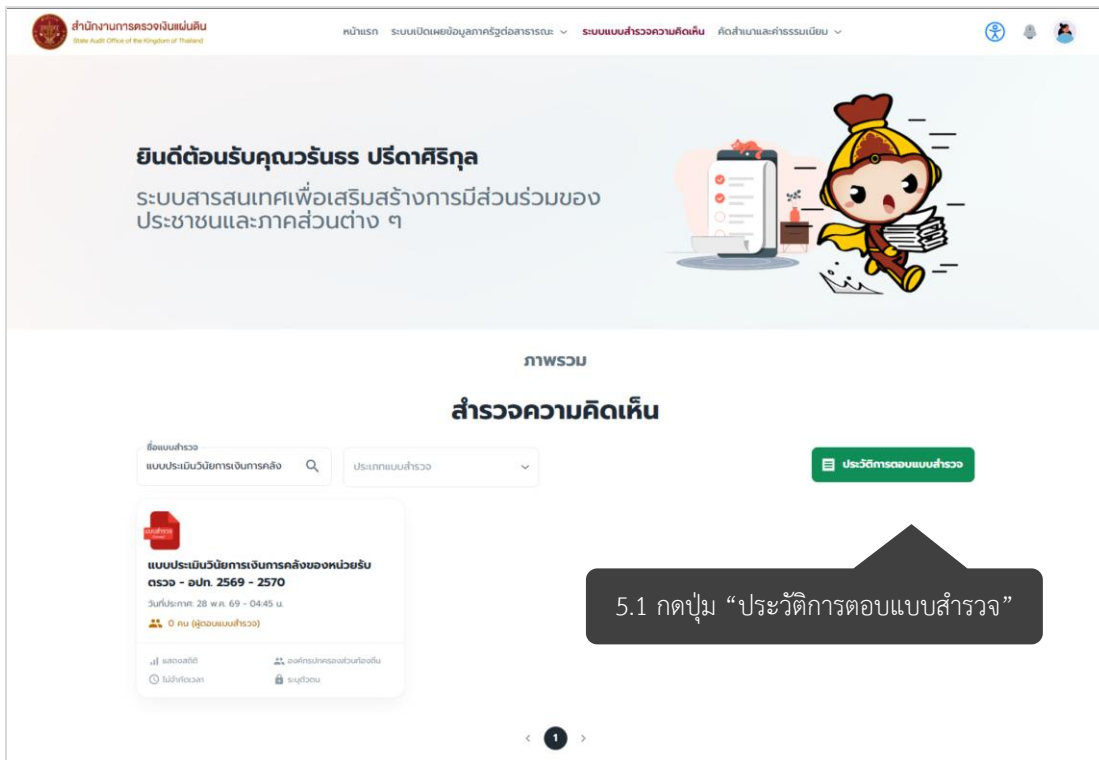 สำนักงานการตรวจเงินแผ่นดิน
State Audit Office of the Kingdom of Thailand
หน้าแรก ระบบเปิดเผยข้อมูลภาครัฐต่อสาธารณะ ระบบแบบสำรวจความคิดเห็น คัดสำเนาและค่าธรรมเนียม
ยินดีต้อนรับคุณวรันธร ปรีดาศิริกุล
ระบบสารสนเทศเพื่อเสริมสร้างการมีส่วนร่วมของ
ประชาชนและภาคส่วนต่าง ๆ
ภาพรวม
สำรวจความคิดเห็น
ชื่อแบบสำรวจ
แบบประเมินวินัยการเงินการคลัง ประเภทแบบสำรวจ ประวัติการตอบแบบสำรวจ
แบบสำรวจ
แบบประเมินวินัยการเงินการคลังของหน่วยรับ
ตรวจ - อปท. 2569 - 2570
วันที่ประกาศ: 28 พ.ค. 69 - 04:45 น.
0 คน (ผู้ตอบแบบสำรวจ)
5.1 กดปุ่ม “ประวัติการตอบแบบสำรวจ”
แสดงสถิติ องค์กรปกครองส่วนท้องถิ่น
ไม่จำกัดเวลา ระบุตัวตน
1